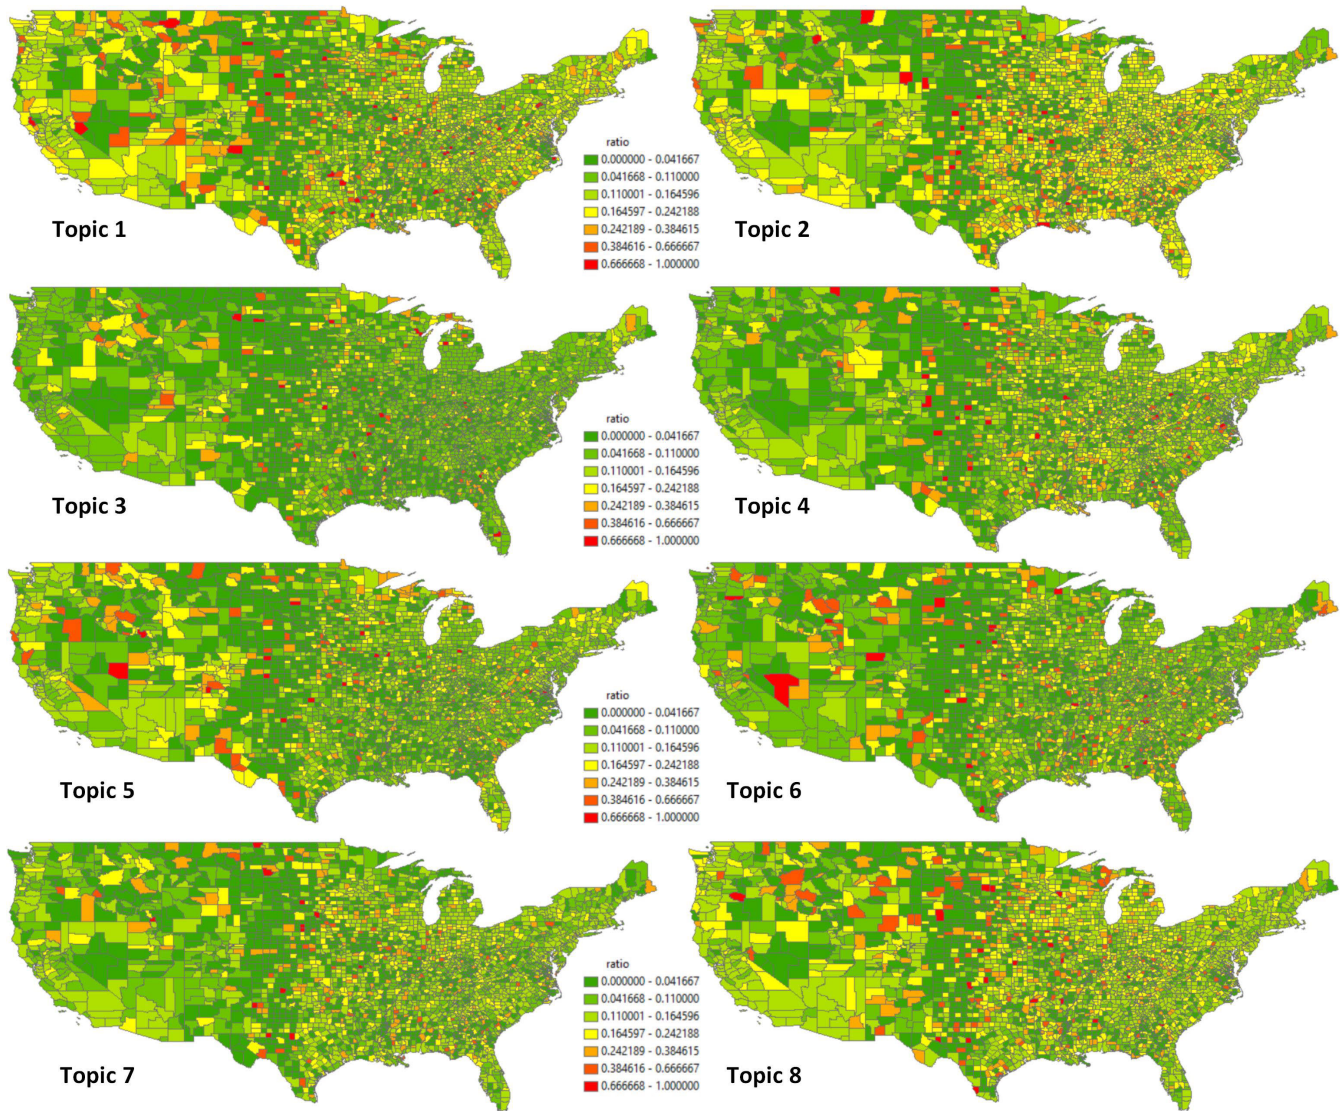 ratio
0.000000 - 0.041667
0.041668 - 0.110000
0.110001 - 0.164596
0.164597 - 0.242188
0.242189 - 0.384615
0.384616 - 0.666667
0.666668 - 1.000000
Topic 1
Topic 2
ratio
0.000000 - 0.041667
0.041668 - 0.110000
0.110001 - 0.164596
0.164597 - 0.242188
0.242189 - 0.384615
0.384616 - 0.666667
0.666668 - 1.000000
Topic 3
Topic 4
ratio
0.000000 - 0.041667
0.041668 - 0.110000
0.110001 - 0.164596
0.164597 - 0.242188
0.242189 - 0.384615
0.384616 - 0.666667
0.666668 - 1.000000
Topic 5
Topic 6
ratio
0.000000 - 0.041667
0.041668 - 0.110000
0.110001 - 0.164596
0.164597 - 0.242188
0.242189 - 0.384615
0.384616 - 0.666667
0.666668 - 1.000000
Topic 7
Topic 8